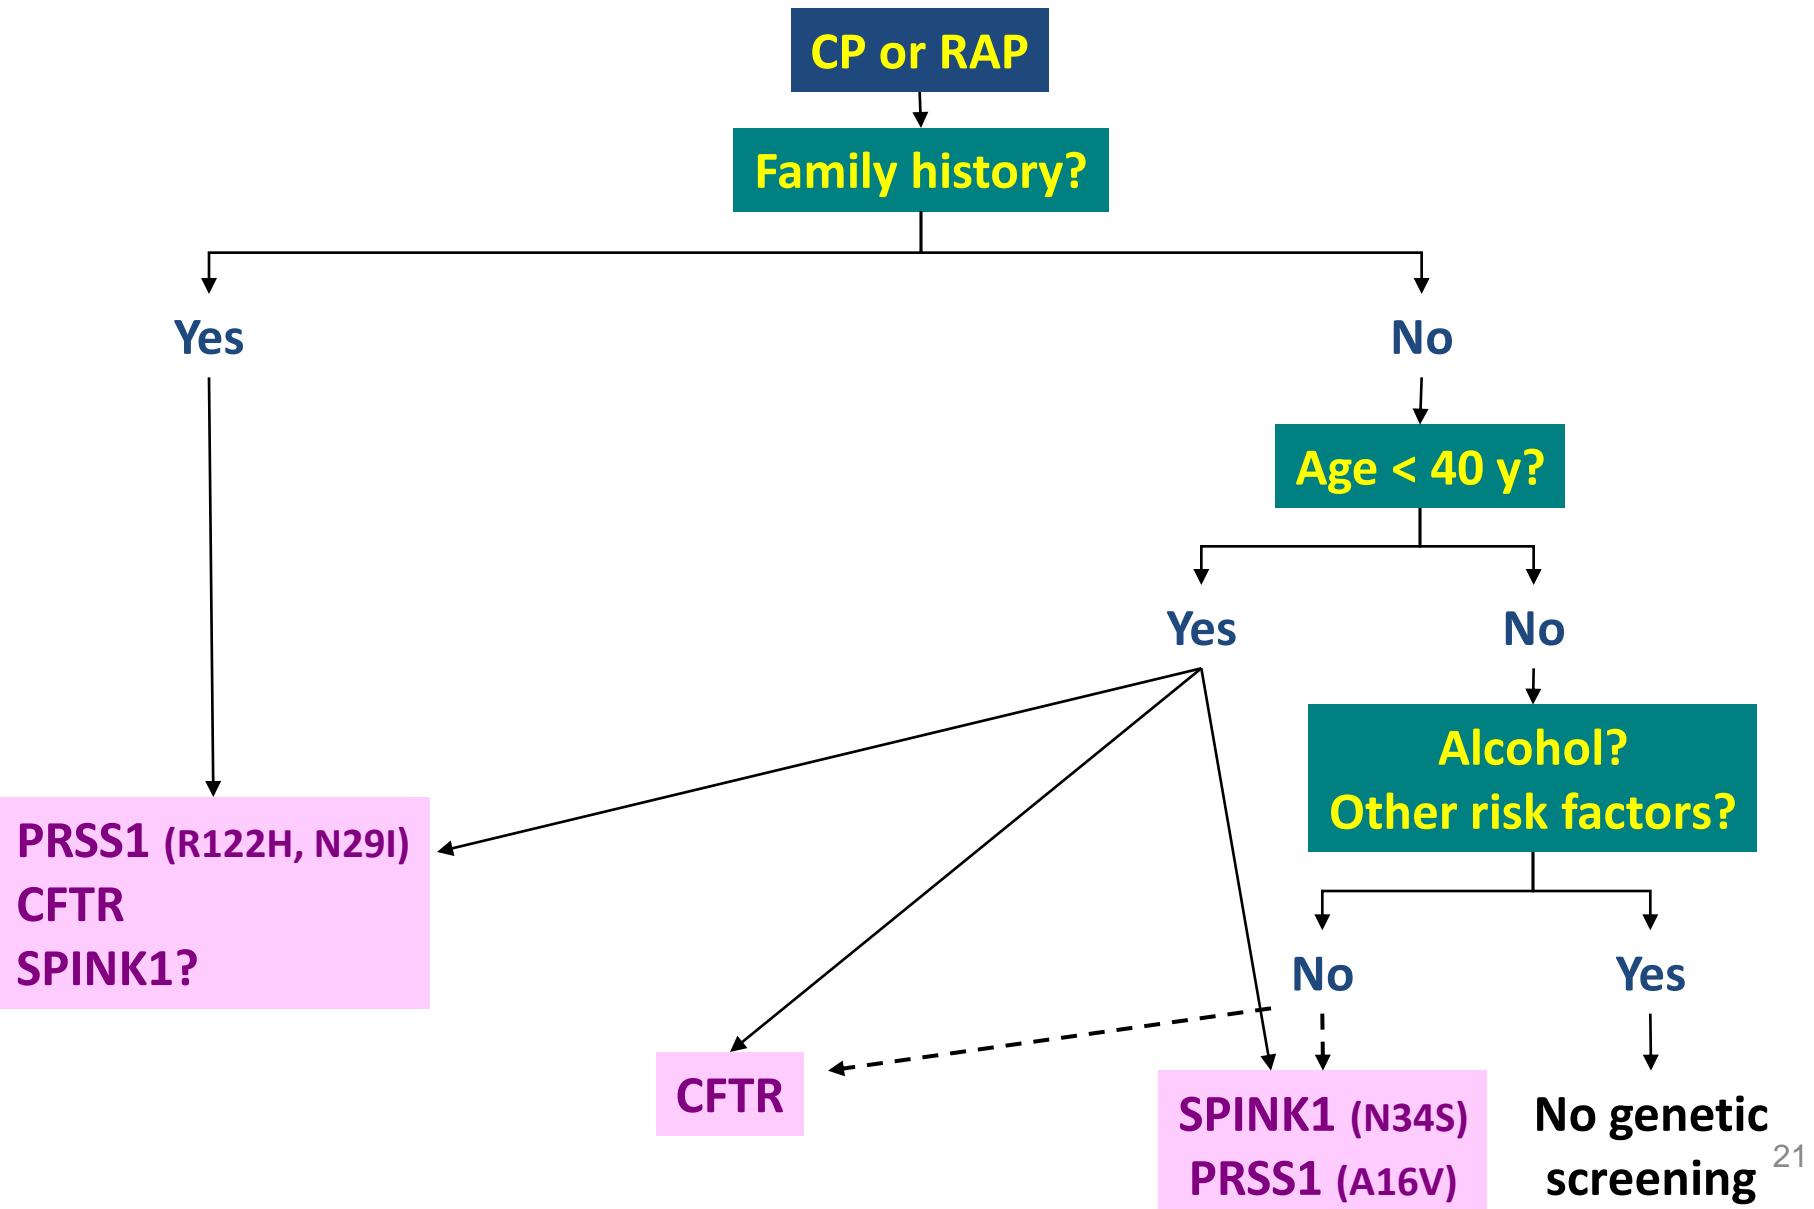 CP or RAP
Family history?
Yes
No
Age < 40 y?
Yes
No
Alcohol?
Other risk factors?
PRSS1 (R122H, N29I)
CFTR
SPINK1?
No
Yes
CFTR
SPINK1 (N34S)
PRSS1 (A16V)
No genetic
screening
21